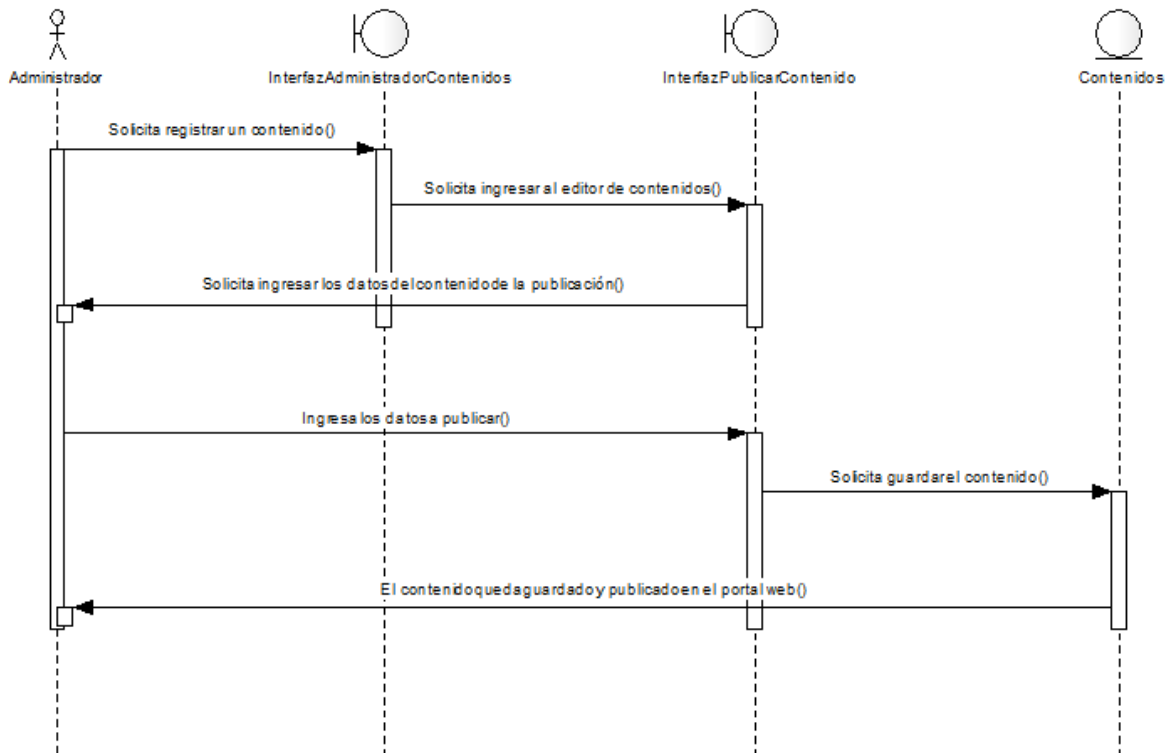 Administrador
InterfazAdministradorContenidos
InterfazPublicarContenido
Contenidos
Solicita registrar un contenido()
Solicita ingresar al editor de contenidos()
Solicita ingresar los datos del contenido de la publicación()
Ingresa los datos a publicar()
Solicita guardar el contenido()
El contenido queda guardado y publicado en el portal web()